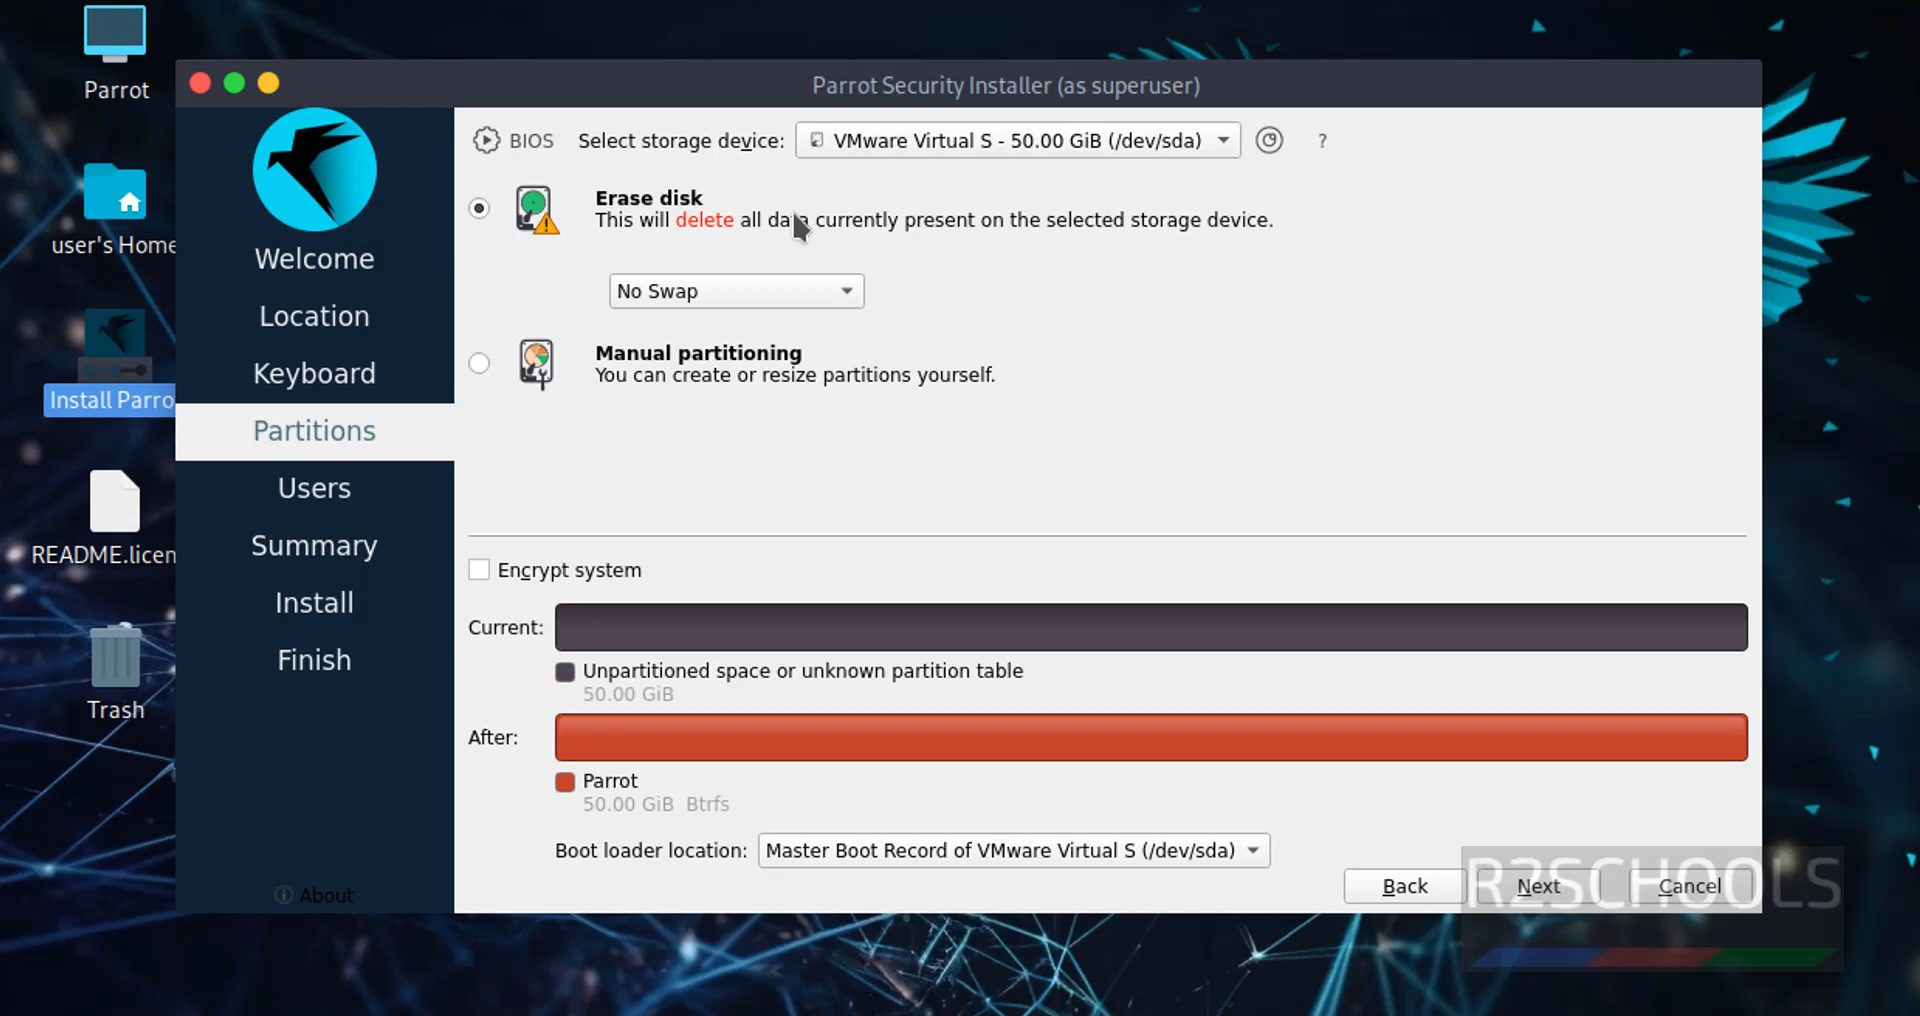 Parrot
user's Home
Install Parro
README.licen
Trash
Parrot Security Installer (as superuser)
Welcome
Location
Keyboard
Partitions
Users
Summary
Install
Finish
About
BIOS
Select storage device:
VMware Virtual S - 50.00 GiB (/dev/sda)
?
Erase disk
This will delete all data currently present on the selected storage device.
No Swap
Manual partitioning
You can create or resize partitions yourself.
Encrypt system
Current:
Unpartitioned space or unknown partition table
50.00 GiB
After:
Parrot
50.00 GiB Btrfs
Boot loader location:
Master Boot Record of VMware Virtual S (/dev/sda)
Back
Next
Cancel
R2SCHOOLS